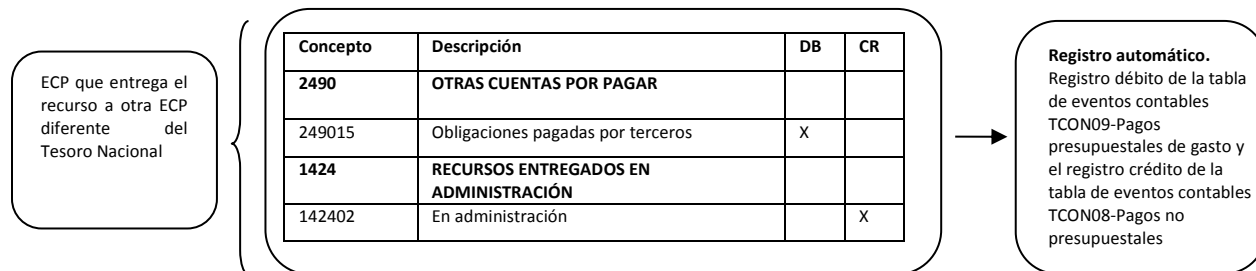 ECP que entrega el
recurso a otra ECP
diferente del
Tesoro Nacional
Concepto Descripción DB CR
2490 OTRAS CUENTAS POR PAGAR
249015 Obligaciones pagadas por terceros X
1424 RECURSOS ENTREGADOS EN
ADMINISTRACIÓN
142402 En administración X
Registro automático.
Registro débito de la tabla
de eventos contables
TCON09-Pagos
presupuestales de gasto y
el registro crédito de la
tabla de eventos contables
TCON08-Pagos no
presupuestales